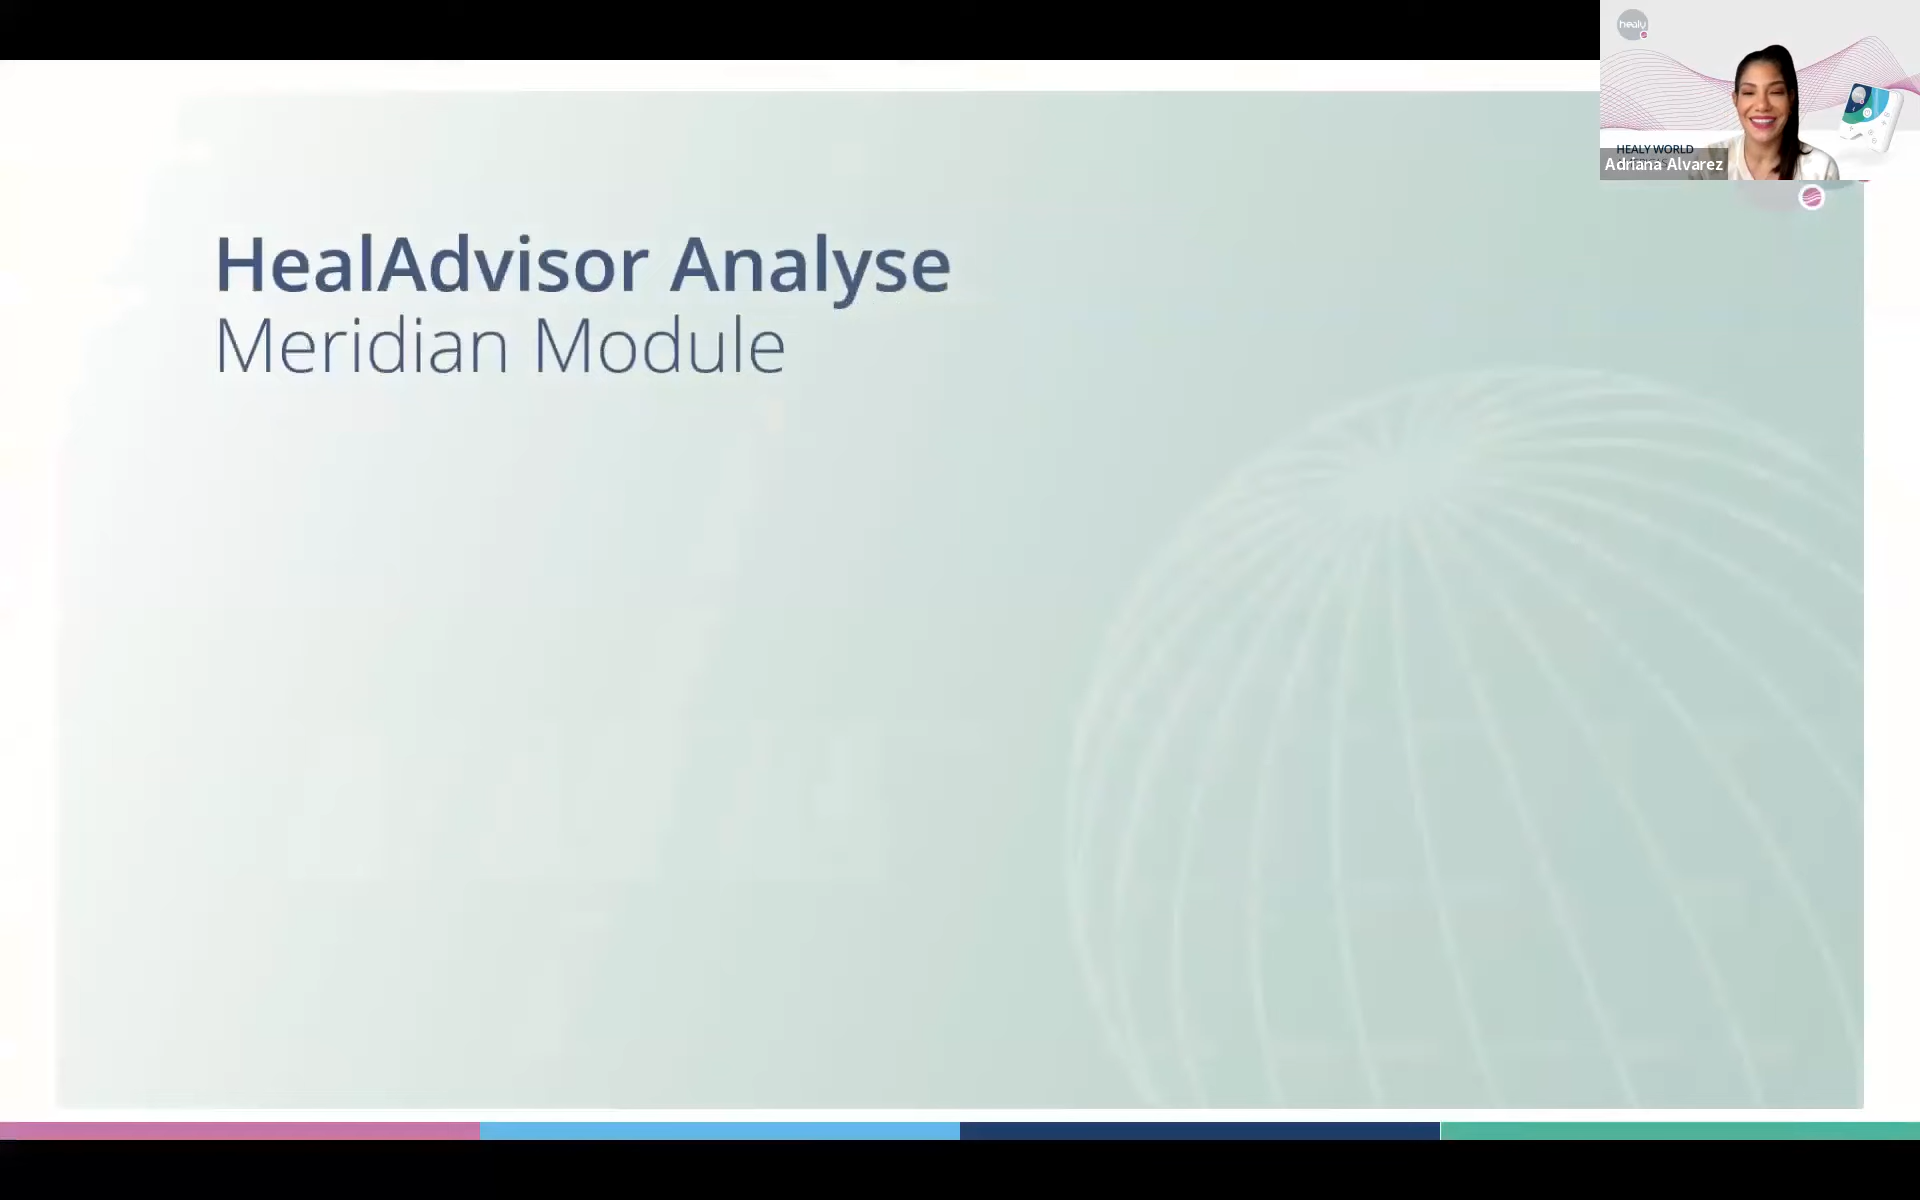 healy
HEALY WORLD
Adriana Alvarez
HealAdvisor Analyse
Meridian Module